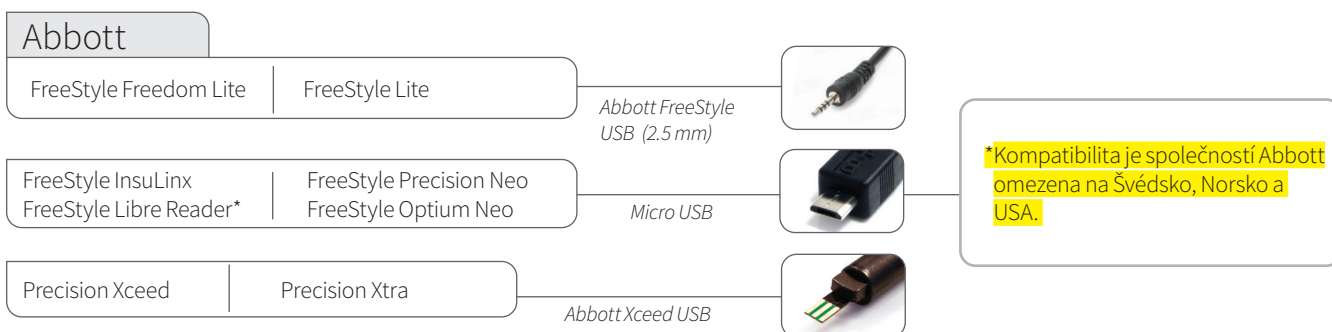 Abbott
FreeStyle Freedom Lite
FreeStyle Lite
Abbott FreeStyle
USB (2.5 mm)
FreeStyle InsuLinx
FreeStyle Libre Reader*
FreeStyle Precision Neo
FreeStyle Optium Neo
Micro USB
*Kompatibilita je společností Abbott
omezena na Švédsko, Norsko a
USA.
Precision Xceed
Precision Xtra
Abbott Xceed USB